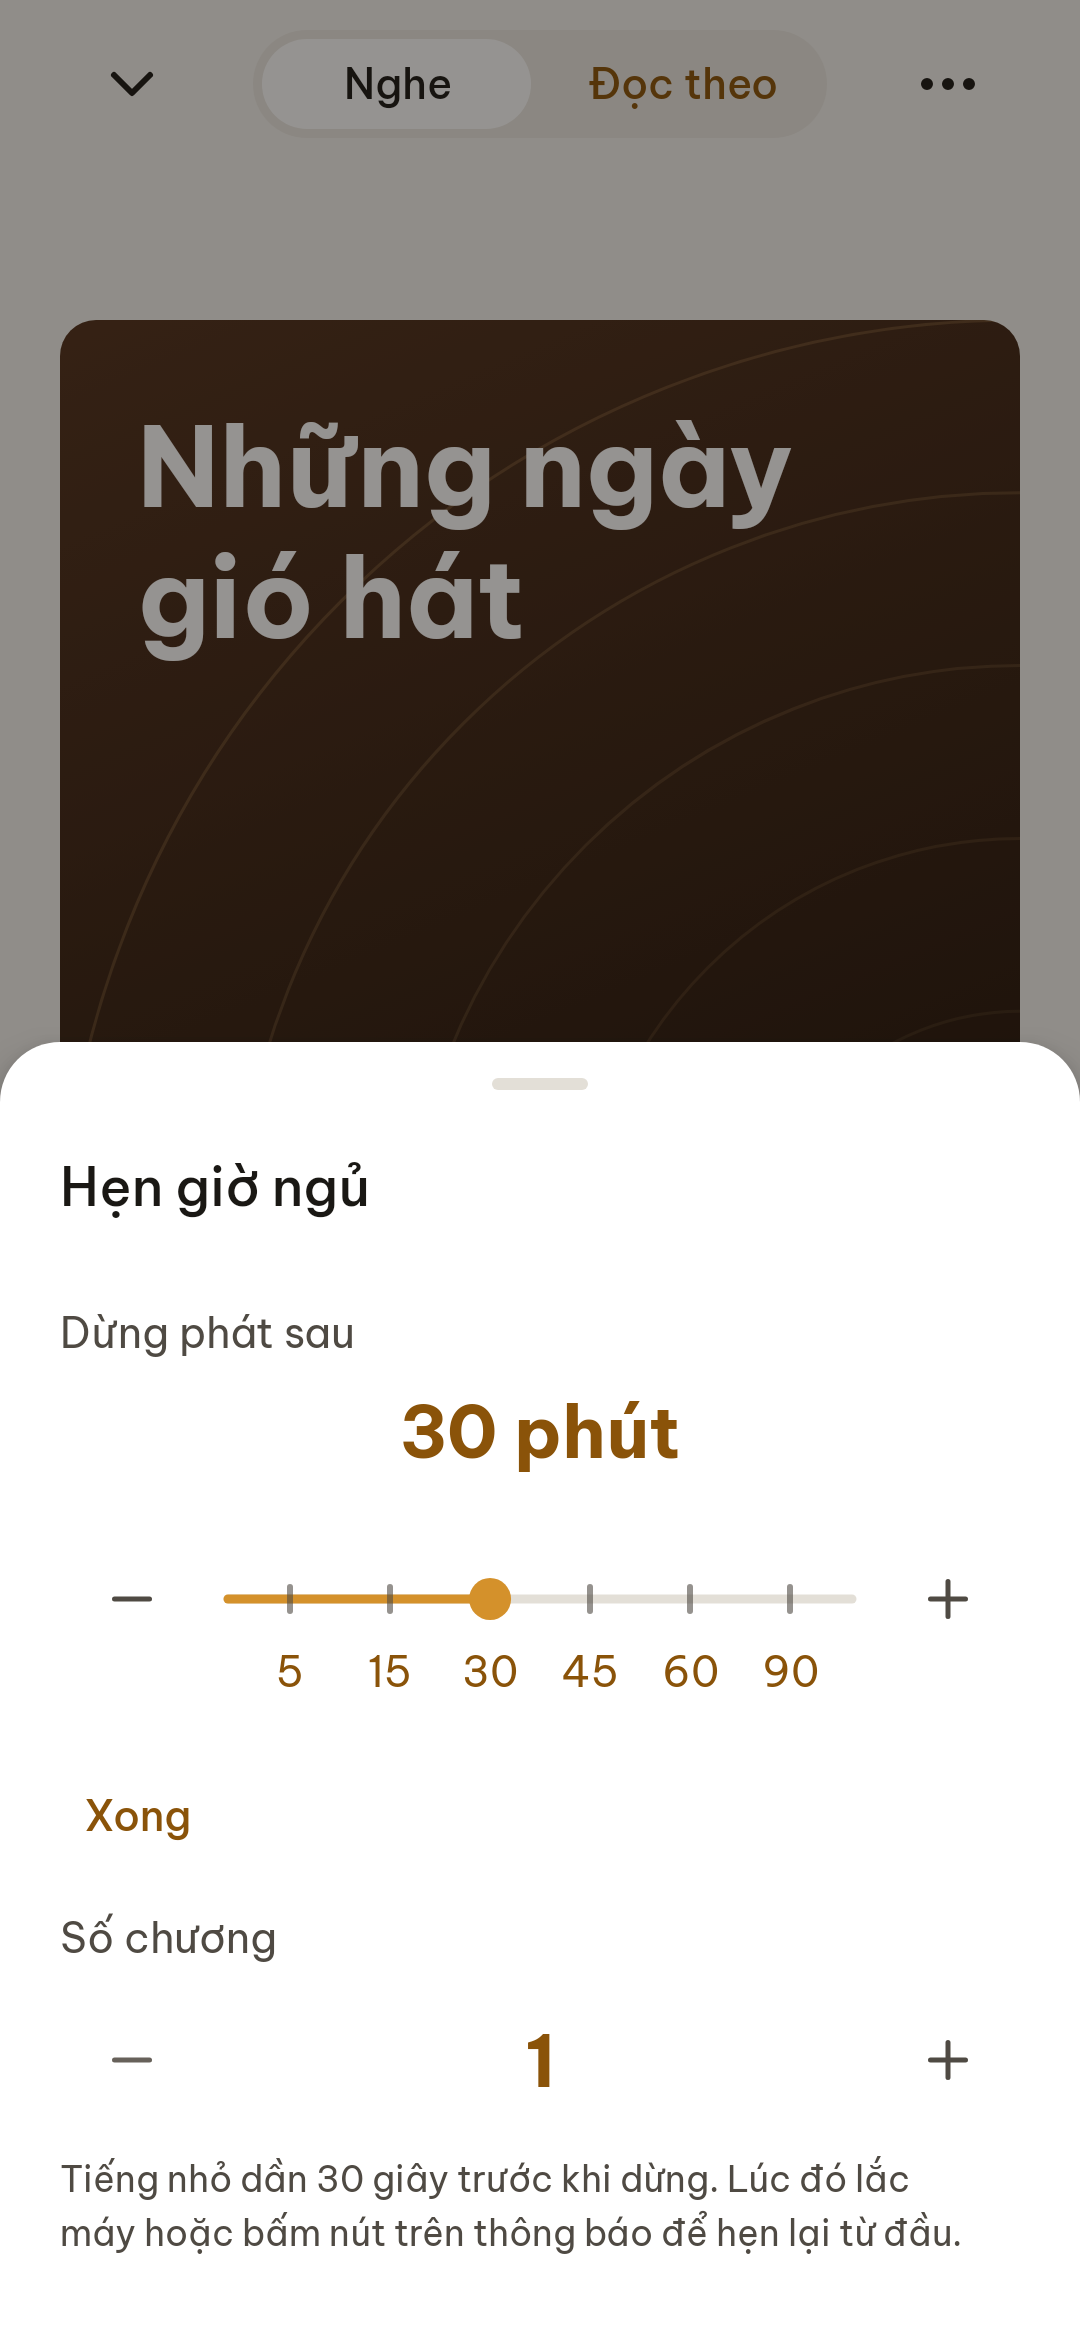 Nghe
Đọc theo
Những ngày
gió hát
Hẹn giờ ngủ
Dừng phát sau
30 phút
5 15 30 45 60 90
Xong
Số chương
1
Tiếng nhỏ dần 30 giây trước khi dừng. Lúc đó lắc
máy hoặc bấm nút trên thông báo để hẹn lại từ đầu.